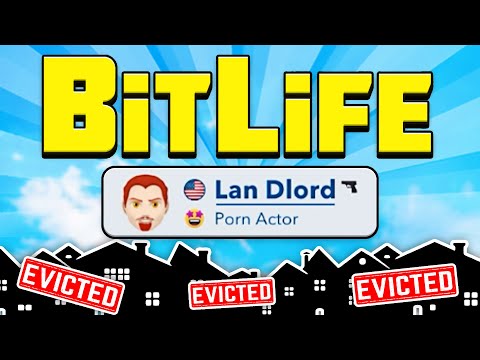 BITLIFE
Lan Dlord
Porn Actor
EVICTED
EVICTED
EVICTED